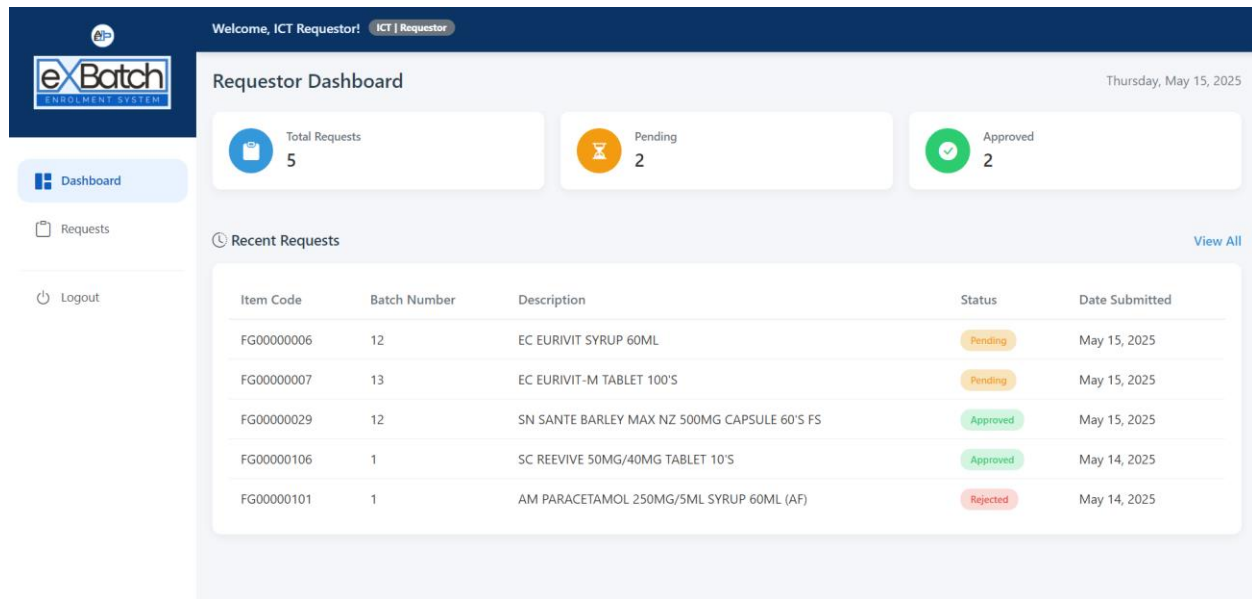 Welcome, ICT Requestor! ICT | Requestor
eXBatch
ENROLMENT SYSTEM
Dashboard
Requests
Logout
Requestor Dashboard Thursday, May 15, 2025
Total Requests
5
Pending
2
Approved
2
Recent Requests View All
Item Code Batch Number Description Status Date Submitted
FG00000006 12 EC EURIVIT SYRUP 60ML Pending May 15, 2025
FG00000007 13 EC EURIVIT-M TABLET 100'S Pending May 15, 2025
FG00000029 12 SN SANTE BARLEY MAX NZ 500MG CAPSULE 60'S FS Approved May 15, 2025
FG00000106 1 SC REEVIVE 50MG/40MG TABLET 10'S Approved May 14, 2025
FG00000101 1 AM PARACETAMOL 250MG/5ML SYRUP 60ML (AF) Rejected May 14, 2025